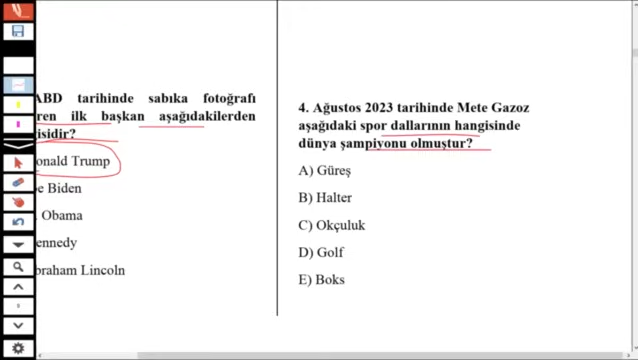 ABD tarihinde sabıka fotoğrafı
ren ilk başkan aşağıdakilerden
isidir?
onald Trump
e Biden
. Obama
ennedy
braham Lincoln
4. Ağustos 2023 tarihinde Mete Gazoz
aşağıdaki spor dallarının hangisinde
dünya şampiyonu olmuştur?
A) Güreş
B) Halter
C) Okçuluk
D) Golf
E) Boks